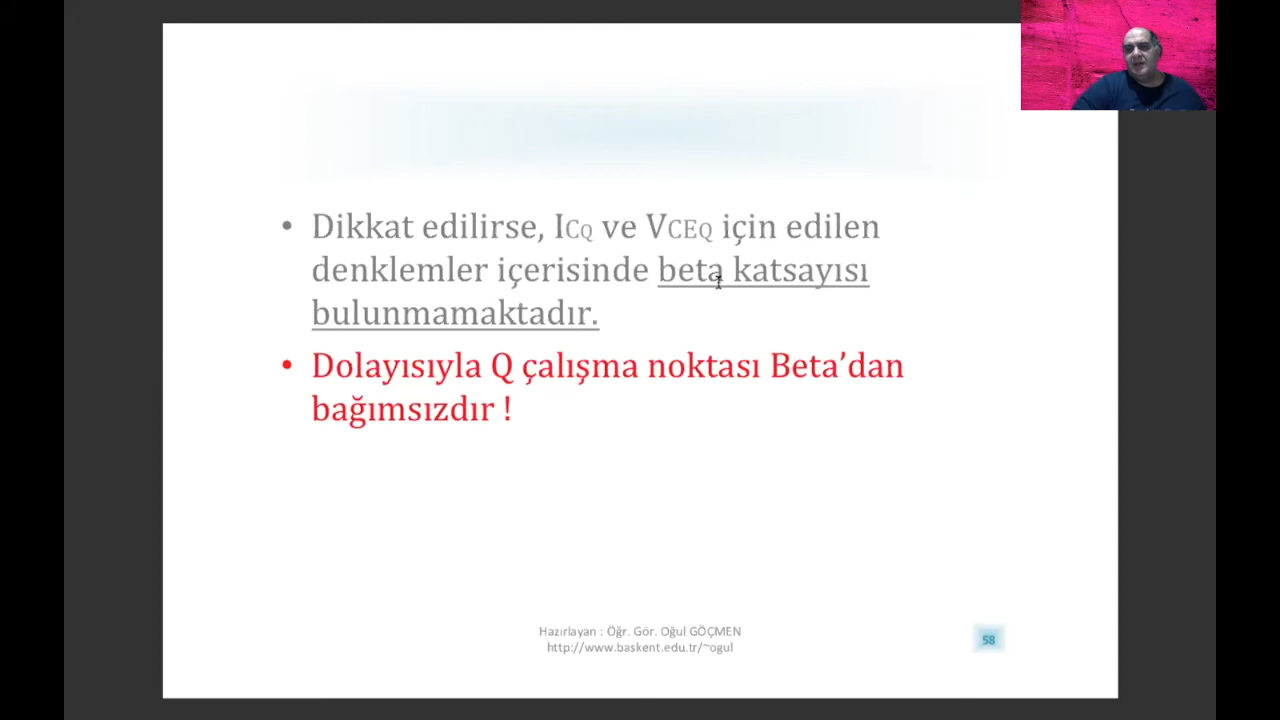 • Dikkat edilirse, ICQ ve VCEQ için edilen
denklemler içerisinde beta katsayısı
bulunmamaktadır.
• Dolayısıyla Q çalışma noktası Beta’dan
bağımsızdır !
Hazırlayan : Öğr. Gör. Oğul GÖÇMEN
http://www.baskent.edu.tr/~ogul
58